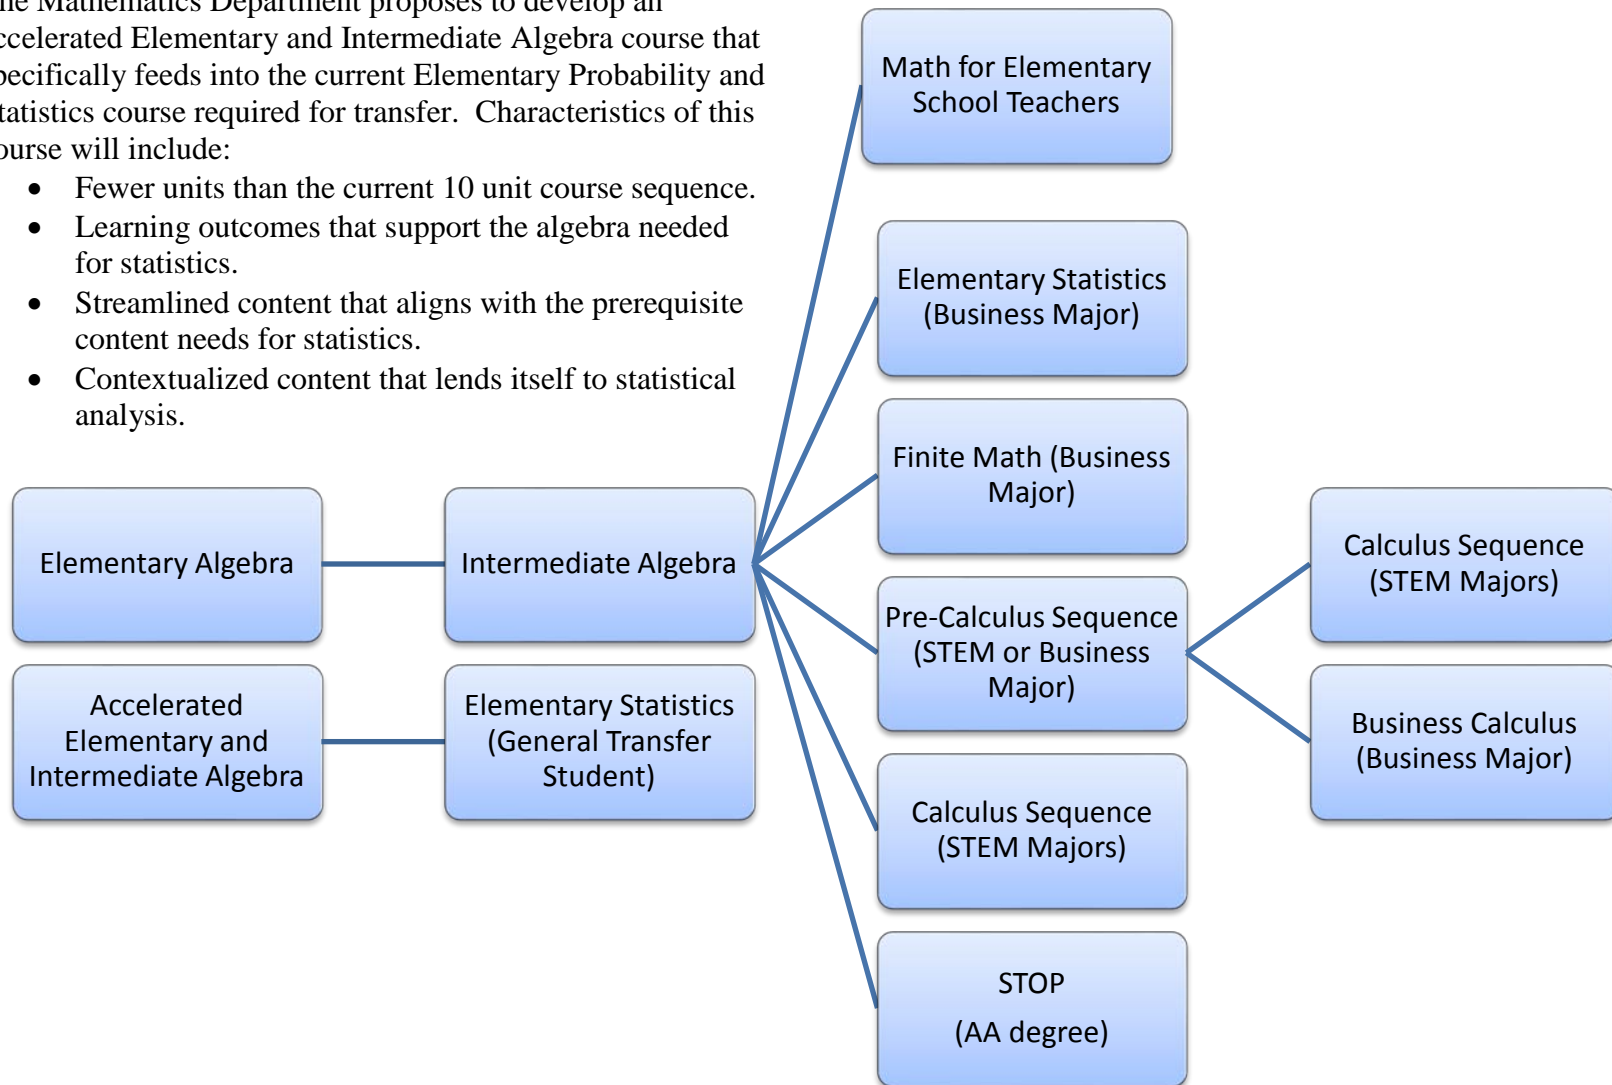 he Mathematics Department proposes to develop an
ccelerated Elementary and Intermediate Algebra course that
pecifically feeds into the current Elementary Probability and
tatistics course required for transfer.  Characteristics of this
ourse will include:
• Fewer units than the current 10 unit course sequence.
• Learning outcomes that support the algebra needed
for statistics.
• Streamlined content that aligns with the prerequisite
content needs for statistics.
• Contextualized content that lends itself to statistical
analysis.
Elementary Algebra
Intermediate Algebra
Accelerated
Elementary and
Intermediate Algebra
Elementary Statistics
(General Transfer
Student)
Math for Elementary
School Teachers
Elementary Statistics
(Business Major)
Finite Math (Business
Major)
Pre-Calculus Sequence
(STEM or Business
Major)
Calculus Sequence
(STEM Majors)
STOP
(AA degree)
Calculus Sequence
(STEM Majors)
Business Calculus
(Business Major)